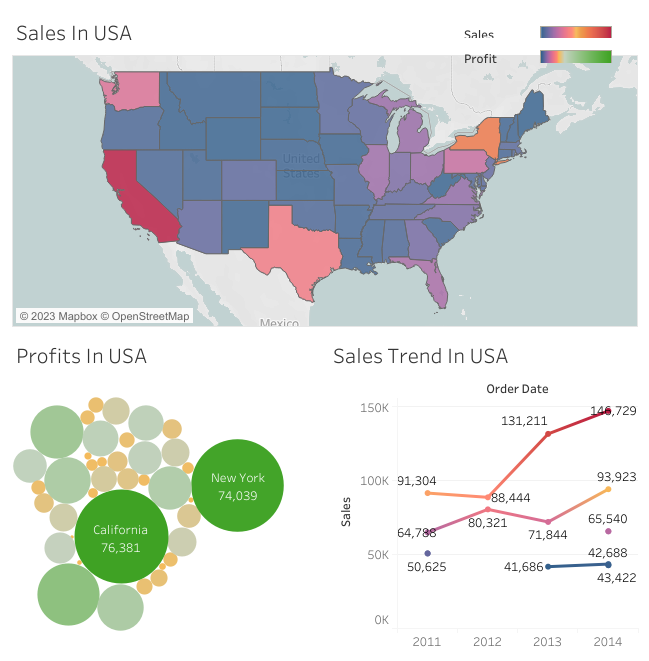 Sales In USA
Sales
Profit
United
States
© 2023 Mapbox © OpenStreetMap
Mexico
Profits In USA
Sales Trend In USA
Order Date
150K
146,729
131,211
New York
74,039
100K
91,304
93,923
88,444
Sales
California
76,381
80,321
64,788
71,844
65,540
50K
50,625
41,686
42,688
43,422
0K
2011
2012
2013
2014